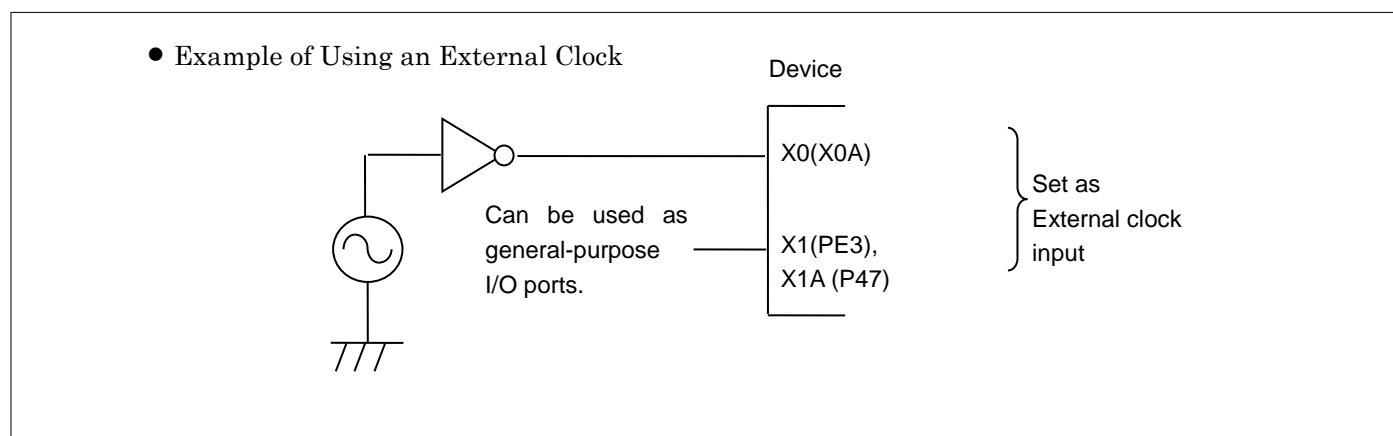 ● Example of Using an External Clock
Device
X0(X0A)
Can be used as
general-purpose
I/O ports.
X1(PE3),
X1A (P47)
Set as
External clock
input